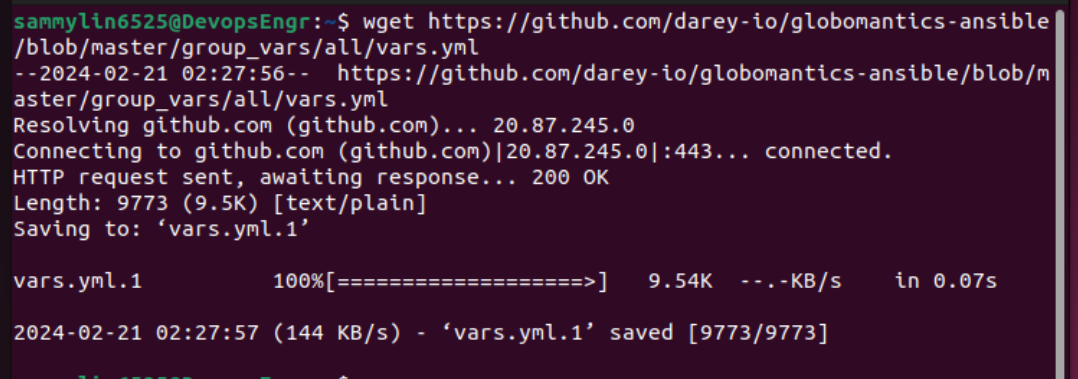 sammylin6525@DevopsEngr:~$ wget https://github.com/darey-io/globomantics-ansible
/blob/master/group_vars/all/vars.yml
--2024-02-21 02:27:56--  https://github.com/darey-io/globomantics-ansible/blob/m
aster/group_vars/all/vars.yml
Resolving github.com (github.com)... 20.87.245.0
Connecting to github.com (github.com)|20.87.245.0|:443... connected.
HTTP request sent, awaiting response... 200 OK
Length: 9773 (9.5K) [text/plain]
Saving to: ‘vars.yml.1’
vars.yml.1          100%[===================>]   9.54K  --.-KB/s    in 0.07s
2024-02-21 02:27:57 (144 KB/s) - ‘vars.yml.1’ saved [9773/9773]